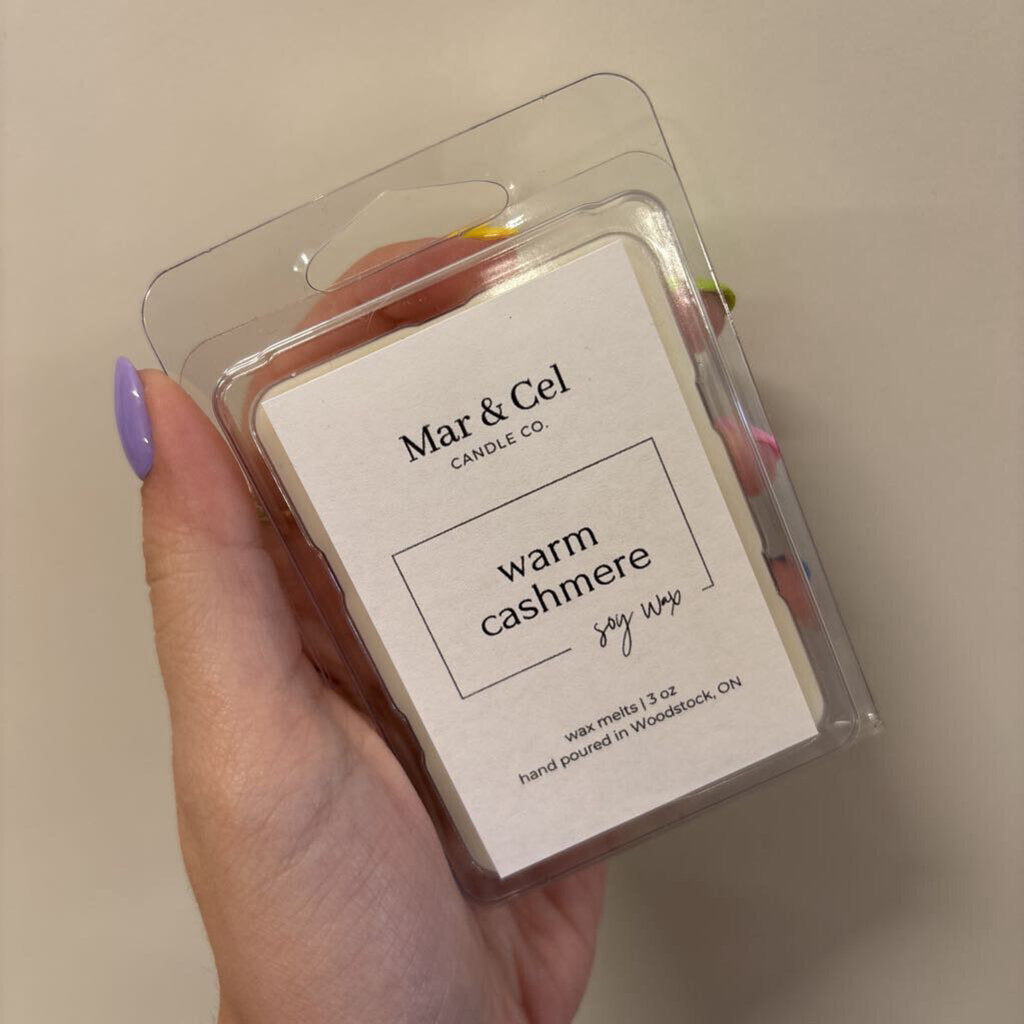 Mar & Cel
CANDLE CO.
warm
cashmere
soy wax
wax melts | 3 oz
hand poured in Woodstock, ON